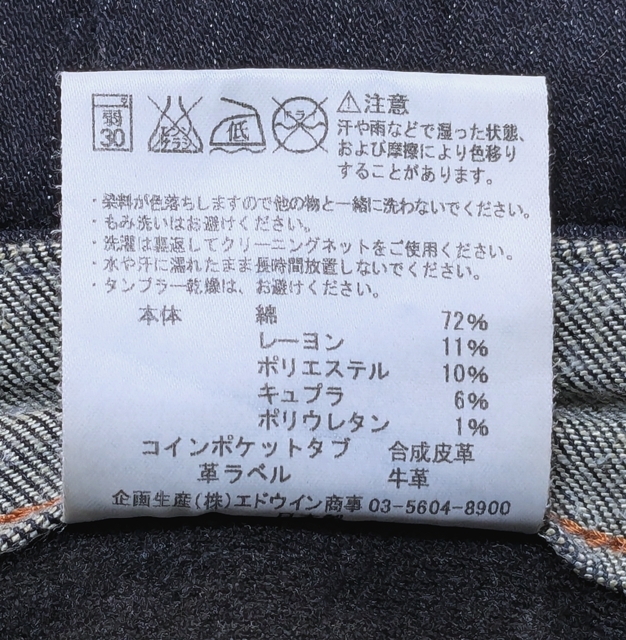 弱
30
エンソ
サラシ
低
ドライ
⚠注意
汗や雨などで湿った状態、
および摩擦により色移り
することがあります。
・染料が色落ちしますので他の物と一緒に洗わないでください。
・もみ洗いはお避けください。
・洗濯は裏返してクリーニングネットをご使用ください。
・水や汗に濡れたまま長時間放置しないでください。
・タンブラー乾燥は、お避けください。
本体 綿 72%
レーヨン 11%
ポリエステル 10%
キュプラ 6%
ポリウレタン 1%
コインポケットタブ 合成皮革
革ラベル 牛革
企画生産(株)エドウイン商事 03-5604-8900